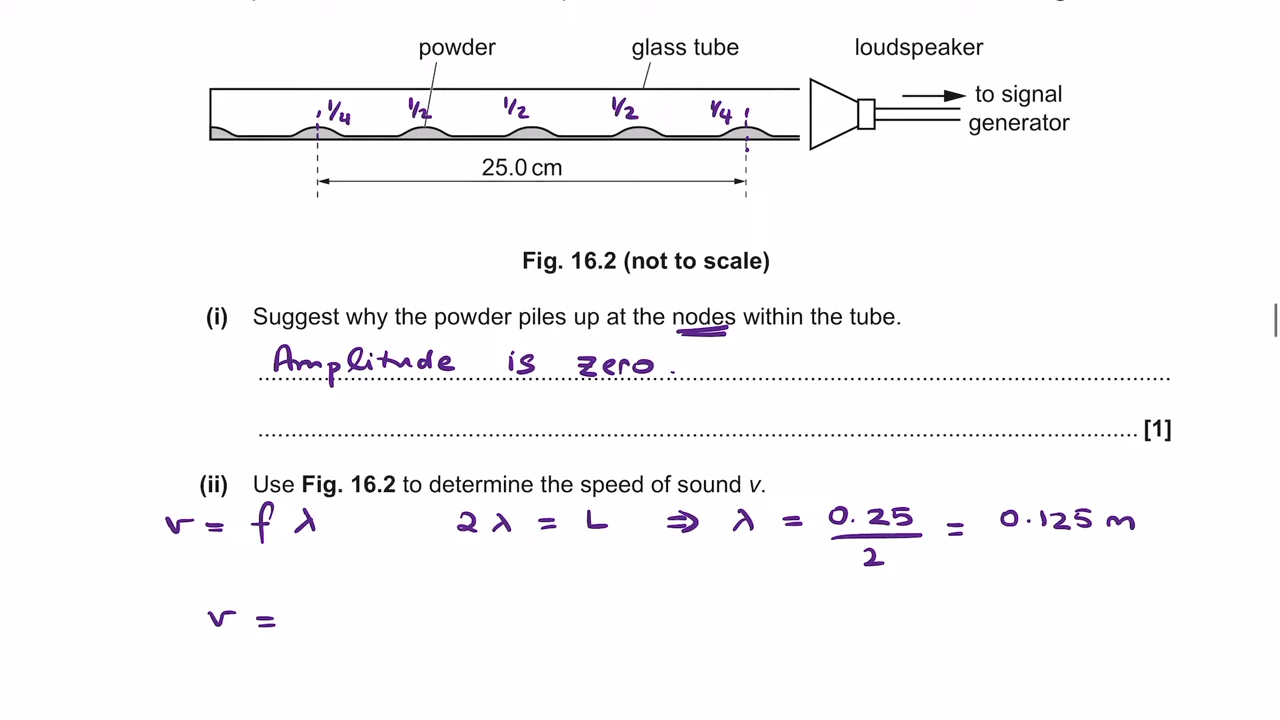 powder glass tube loudspeaker
to signal
generator
1/4 1/2 1/2 1/2 1/4
25.0 cm
Fig. 16.2 (not to scale)
(i) Suggest why the powder piles up at the nodes within the tube.
Amplitude is zero.
[1]
(ii) Use Fig. 16.2 to determine the speed of sound v.
v = f λ 2 λ = L ⇒ λ = 0.25 / 2 = 0.125 m
v =